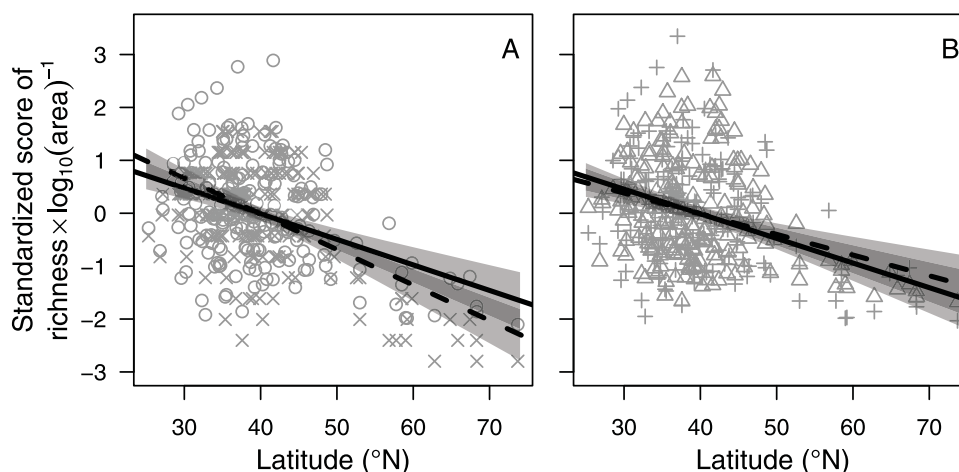 A
B
Standardized score of
richness × log₁₀(area)⁻¹
3
2
1
0
−1
−2
−3
30 40 50 60 70
30 40 50 60 70
Latitude (°N)
Latitude (°N)